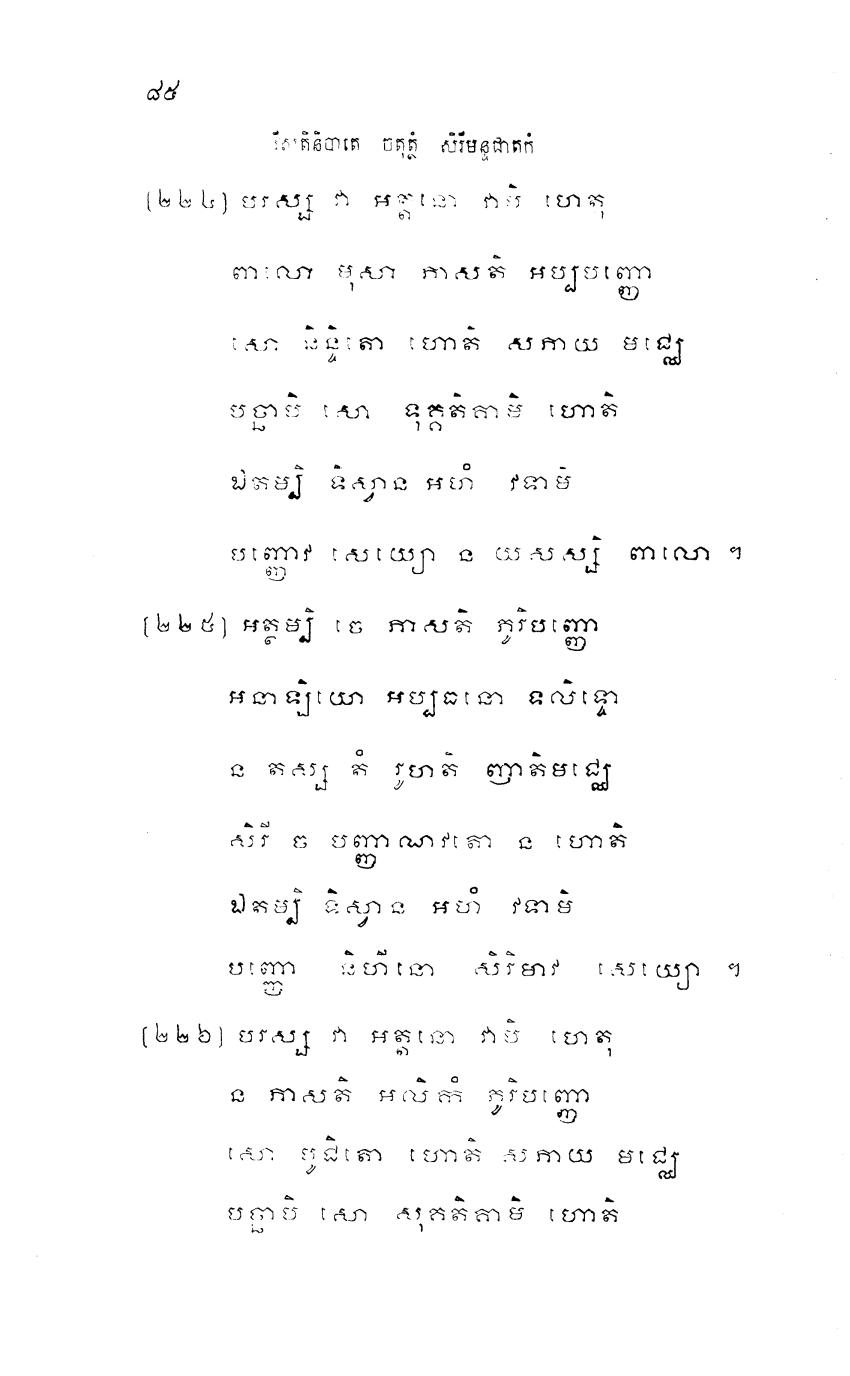 ៨៥
វីសតិនិបាតេ ចតុត្ថំ សិរីមន្ទជាតកំ
(២២៤) បរស្ស វា អត្តនោ វាបិ ហេតុ
ពាលោ មុសា ភាសតិ អប្បបញ្ញោ
សោ និន្ទិតោ ហោតិ សភាយ មជ្ឈេ
បច្ឆាបិ សោ ទុគ្គតិគាមិ ហោតិ
ឯតម្បិ ទិស្វាន អហំ វទាមិ
បញ្ញោវ សេយ្យោ ន យសស្សិ ពាលោ ។
(២២៥) អត្ថម្បិ ចេ ភាសតិ ភូរិបញ្ញោ
អនាឡ្ហិយោ អប្បធនោ ទលិទ្ទោ
ន តស្ស តំ រូហតិ ញាតិមជ្ឈេ
សិរី ច បញ្ញាណវតោ ន ហោតិ
ឯតម្បិ ទិស្វាន អហំ វទាមិ
បញ្ញោ និហីនោ សិរិមាវ សេយ្យោ ។
(២២៦) បរស្ស វា អត្តនោ វាបិ ហេតុ
ន ភាសតិ អលិកំ ភូរិបញ្ញោ
សោ បូជិតោ ហោតិ សភាយ មជ្ឈេ
បច្ឆាបិ សោ សុគតិគាមិ ហោតិ